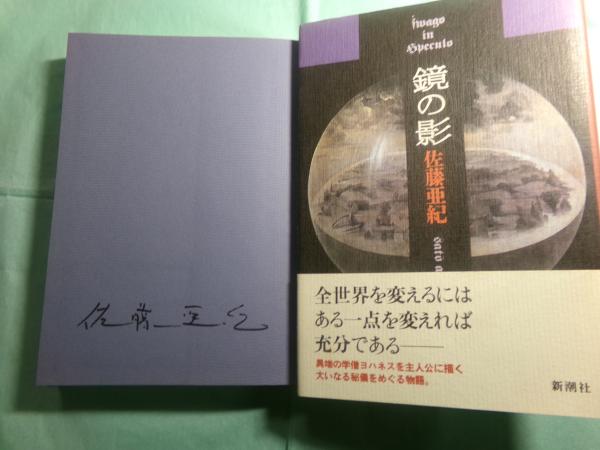 佐藤亜紀
imago
in
Speculo
鏡の影
佐藤亜紀
sato a
全世界を変えるには
ある一点を変えれば
充分である——
異端の学僧ヨハネスを主人公に描く
大いなる秘儀をめぐる物語。
新潮社